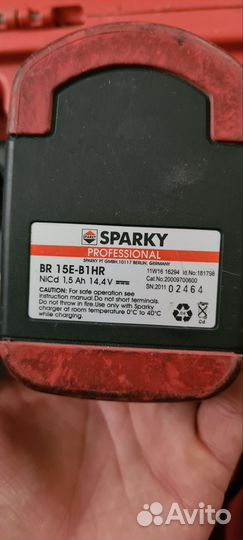 SPARKY
SPARKY
PROFESSIONAL
SPARKY PT GMBH,10117 BERLIN, GERMANY
BR 15E-B1HR
NiCd 1,5 Ah 14,4V
11W16 16294 Id.No:181798
Cat.No:20009700600
SN:2011 02464
CAUTION: For safe operation see
instruction manual.Do not short terminals.
Do not throw in fire! Use only Sparky
charger at room temperature 0°C to 40°C
while charging.
Cd
Avito